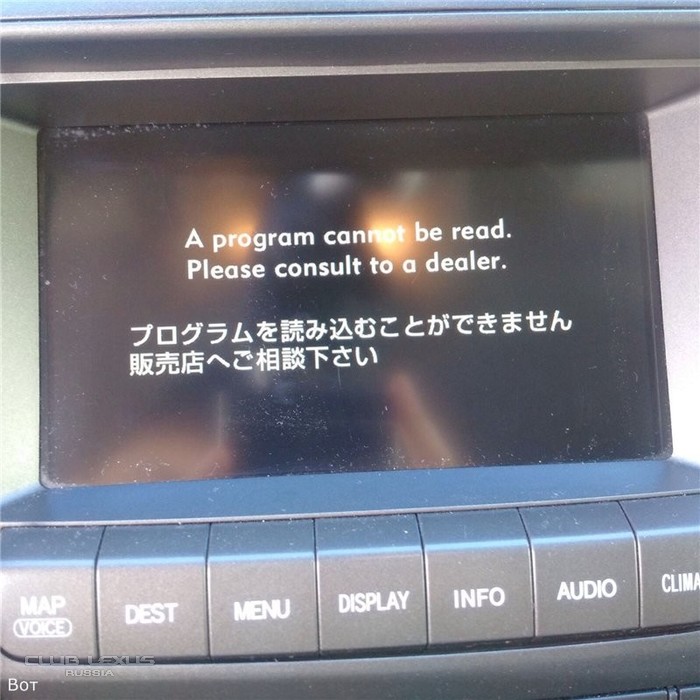 A program cannot be read.
Please consult to a dealer.
プログラムを読み込むことができません
販売店へご相談下さい
MAP
VOICE
DEST
MENU
DISPLAY
INFO
AUDIO
CLIMA
CLUB LEXUS
RUSSIA
Вот